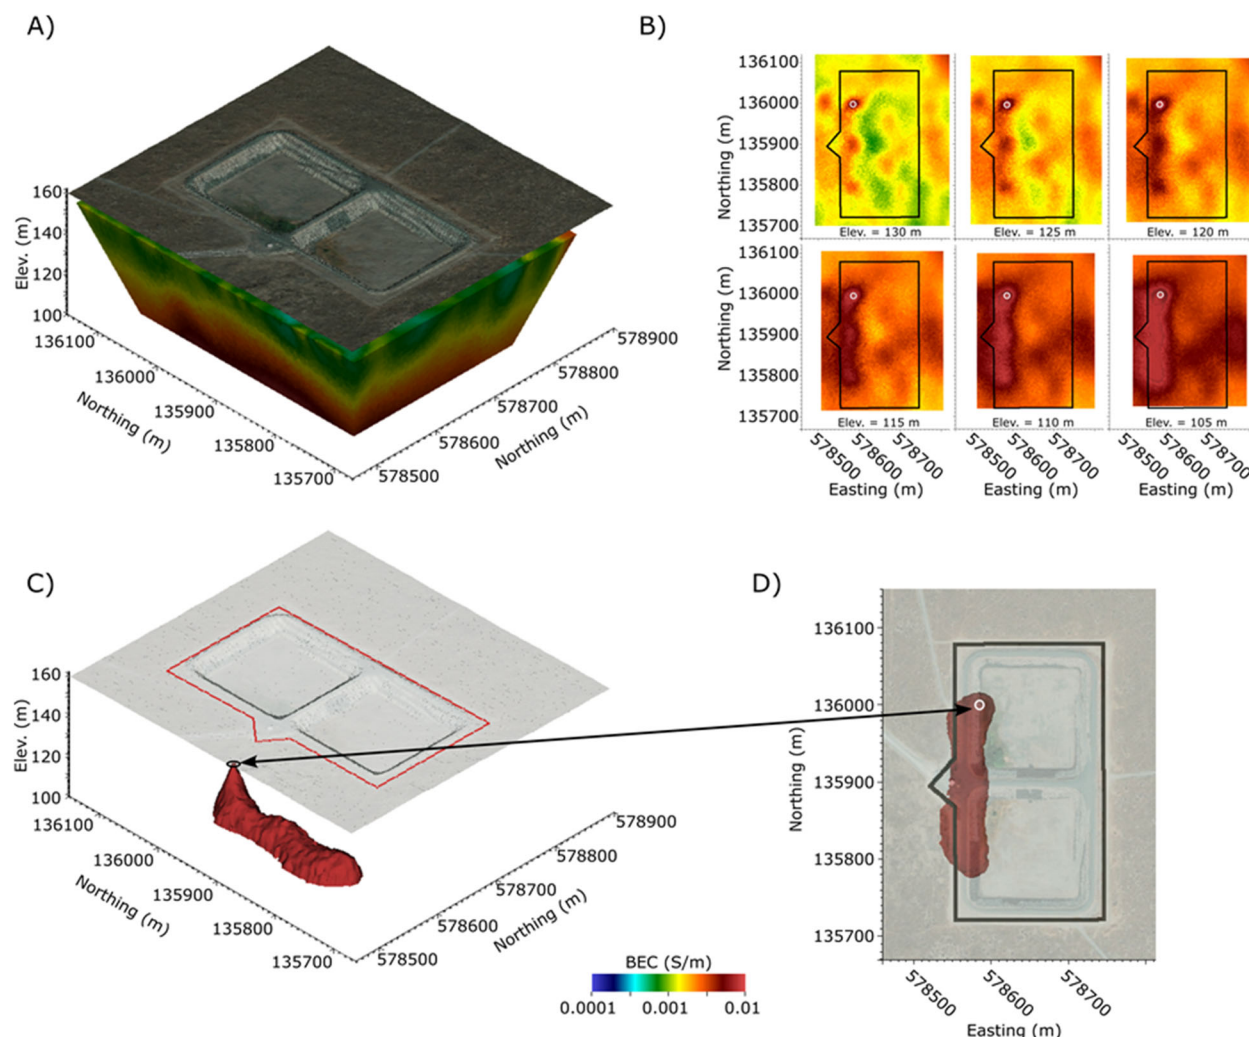 A)
160
140
120
100
Elev. (m)
136100
136000
135900
135800
135700
Northing (m)
578500
578600
578700
578800
578900
Northing (m)
B)
136100
136000
135900
135800
135700
Northing (m)
Elev. = 130 m
Elev. = 125 m
Elev. = 120 m
136100
136000
135900
135800
135700
Northing (m)
Elev. = 115 m
Elev. = 110 m
Elev. = 105 m
578500
578600
578700
578500
578600
578700
578500
578600
578700
Easting (m)
Easting (m)
Easting (m)
C)
160
140
120
100
Elev. (m)
136100
136000
135900
135800
135700
Northing (m)
578500
578600
578700
578800
578900
Northing (m)
BEC (S/m)
0.0001
0.001
0.01
D)
136100
136000
135900
135800
135700
Northing (m)
578500
578600
578700
Easting (m)